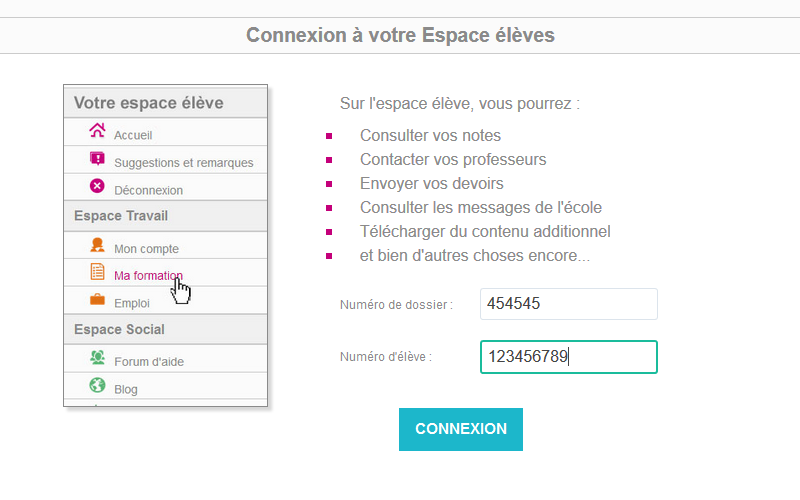 Connexion à votre Espace élèves
Votre espace élève
Accueil
Suggestions et remarques
Déconnexion
Espace Travail
Mon compte
Ma formation
Emploi
Espace Social
Forum d'aide
Blog
Sur l'espace élève, vous pourrez :
Consulter vos notes
Contacter vos professeurs
Envoyer vos devoirs
Consulter les messages de l'école
Télécharger du contenu additionnel
et bien d'autres choses encore...
Numéro de dossier : 454545
Numéro d'élève : 123456789
CONNEXION